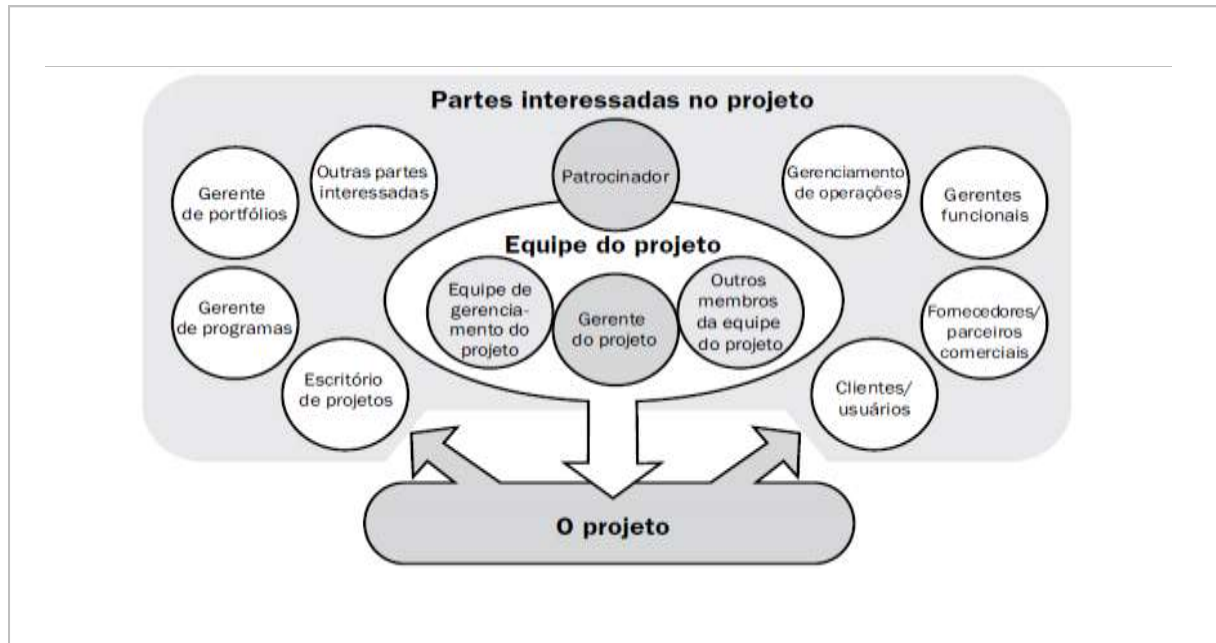 Partes interessadas no projeto
Gerente
de portfólios
Outras partes
interessadas
Patrocinador
Gerenciamento
de operações
Gerentes
funcionais
Equipe do projeto
Gerente
de programas
Equipe de
gerencia-
mento do
projeto
Gerente
do projeto
Outros
membros
da equipe
do projeto
Fornecedores/
parceiros
comerciais
Escritório
de projetos
Clientes/
usuários
O projeto